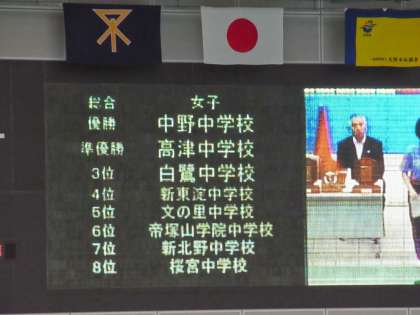 総合 女子
優勝 中野中学校
準優勝 高津中学校
3位 白鷺中学校
4位 新東淀中学校
5位 文の里中学校
6位 帝塚山学院中学校
7位 新北野中学校
8位 桜宮中学校